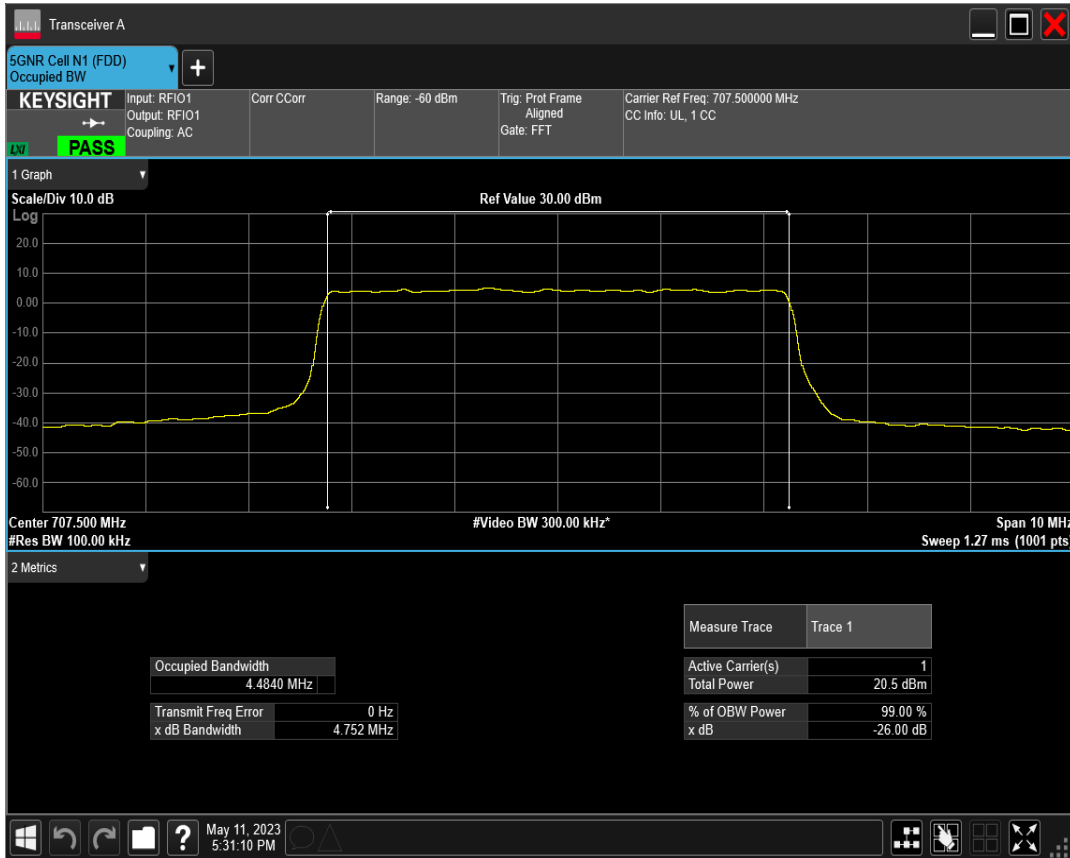 Transceiver A
5GNR Cell N1 (FDD)
Occupied BW
+
KEYSIGHT
LXI
PASS
Input: RFIO1
Output: RFIO1
Coupling: AC
Corr CCorr
Range: -60 dBm
Trig: Prot Frame
Aligned
Gate: FFT
Carrier Ref Freq: 707.500000 MHz
CC Info: UL, 1 CC
1 Graph
Scale/Div 10.0 dB
Ref Value 30.00 dBm
Log
20.0
10.0
0.00
-10.0
-20.0
-30.0
-40.0
-50.0
-60.0
Center 707.500 MHz
#Video BW 300.00 kHz*
Span 10 MHz
#Res BW 100.00 kHz
Sweep 1.27 ms (1001 pts)
2 Metrics
Measure Trace Trace 1
Occupied Bandwidth
4.4840 MHz
Transmit Freq Error 0 Hz
x dB Bandwidth 4.752 MHz
Active Carrier(s) 1
Total Power 20.5 dBm
% of OBW Power 99.00 %
x dB -26.00 dB
?
May 11, 2023
5:31:10 PM